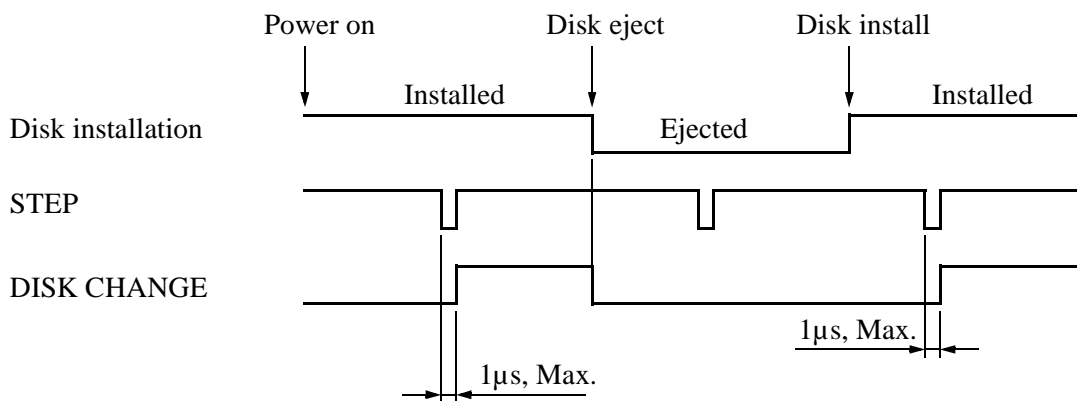 Power on Disk eject Disk install
Installed Installed
Disk installation Ejected
STEP
DISK CHANGE
1µs, Max.
1µs, Max.